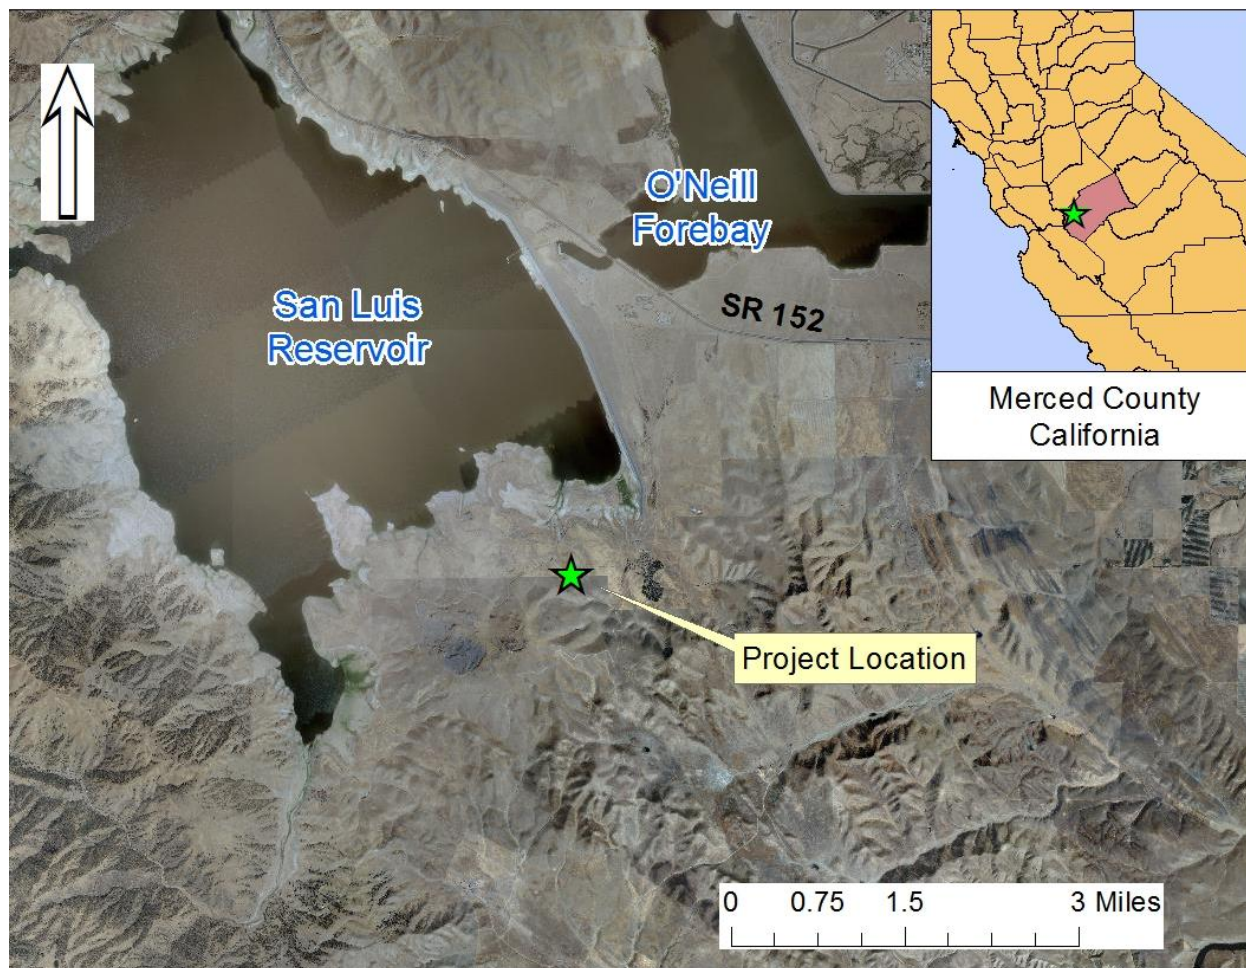 O'Neill
Forebay
San Luis
Reservoir
SR 152
Merced County
California
Project Location
0 0.75 1.5 3 Miles